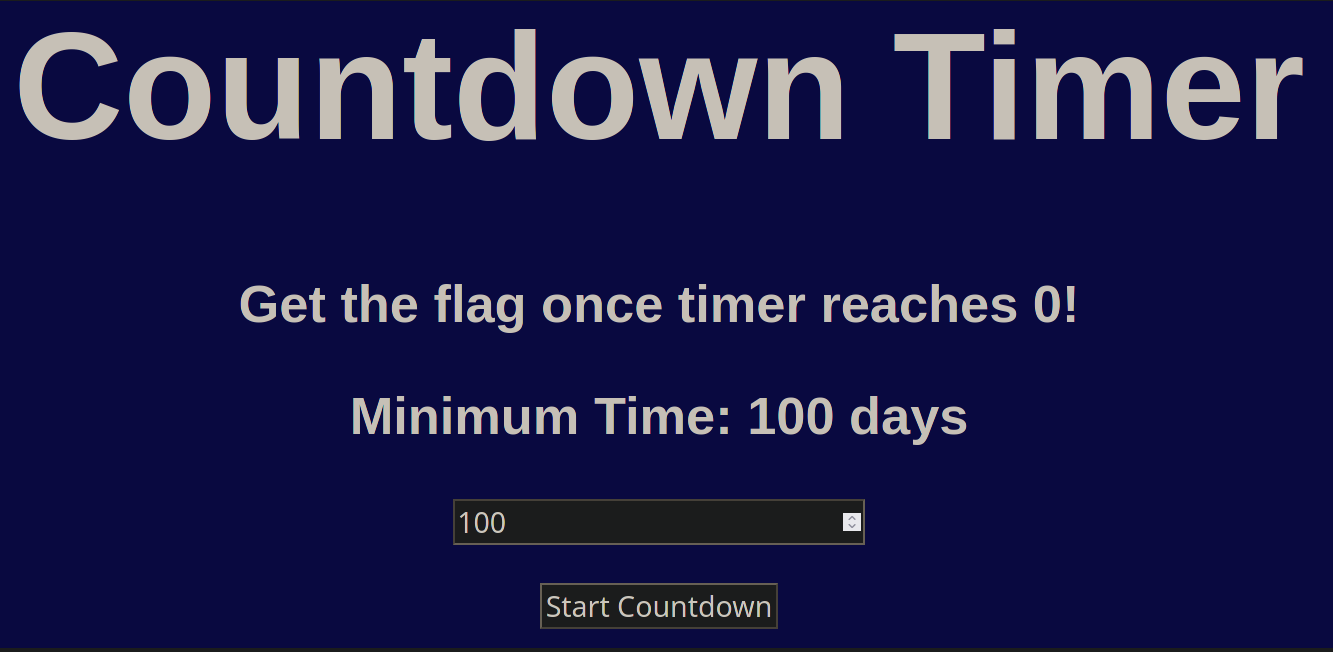 Countdown Timer
Get the flag once timer reaches 0!
Minimum Time: 100 days
100
Start Countdown